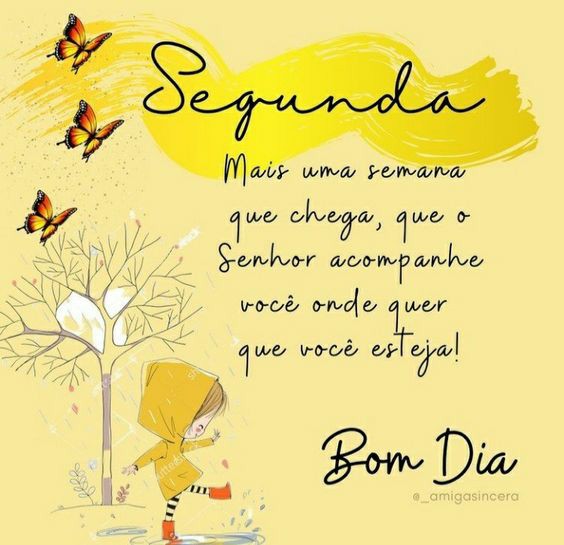 Segunda
Mais uma semana
que chega, que o
Senhor acompanhe
você onde quer
que você esteja!
Bom Dia
@_amigasincera